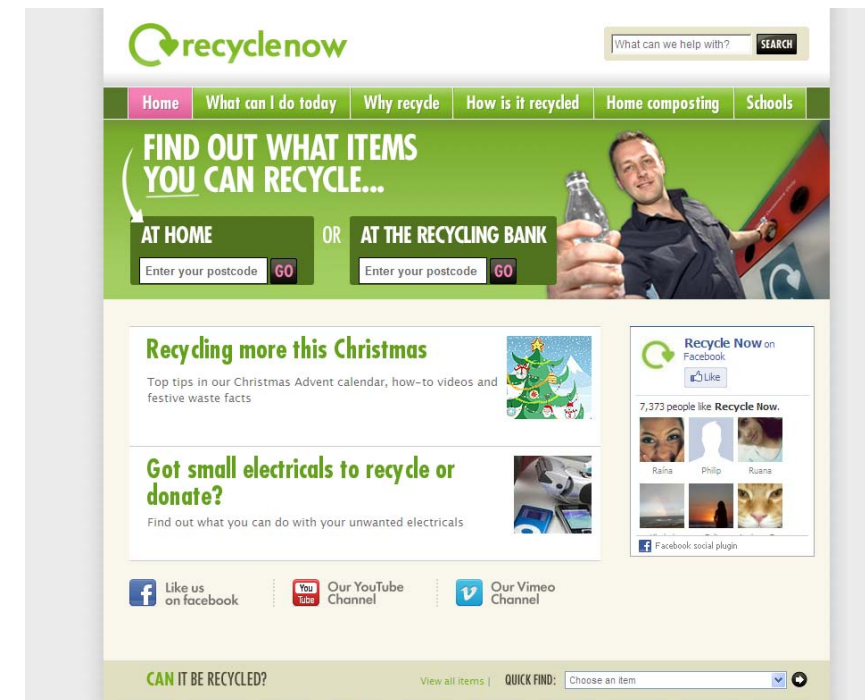 recyclenow
What can we help with?
SEARCH
Home
What can I do today
Why recycle
How is it recycled
Home composting
Schools
FIND OUT WHAT ITEMS
YOU CAN RECYCLE...
AT HOME
OR
AT THE RECYCLING BANK
Enter your postcode
GO
Enter your postcode
GO
Recycling more this Christmas
Top tips in our Christmas Advent calendar, how-to videos and
festive waste facts
Recycle Now on
Facebook
Like
7,373 people like Recycle Now.
Raína
Philip
Ruana
Got small electricals to recycle or
donate?
Find out what you can do with your unwanted electricals
Facebook social plugin
Like us
on facebook
You
Tube
Our YouTube
Channel
Our Vimeo
Channel
CAN IT BE RECYCLED?
View all items |
QUICK FIND:
Choose an item